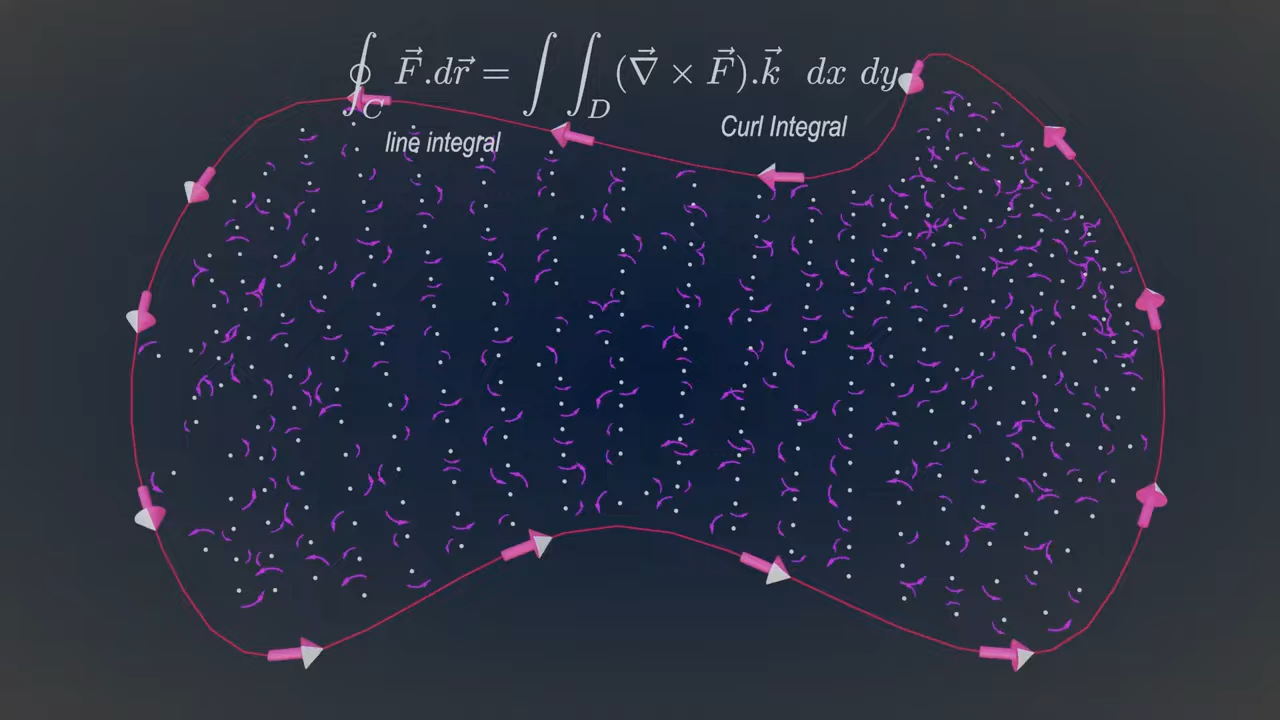 ∮_C F⃗.dr⃗ = ∫∫_D (∇⃗ × F⃗).k⃗ dx dy
line integral
Curl Integral